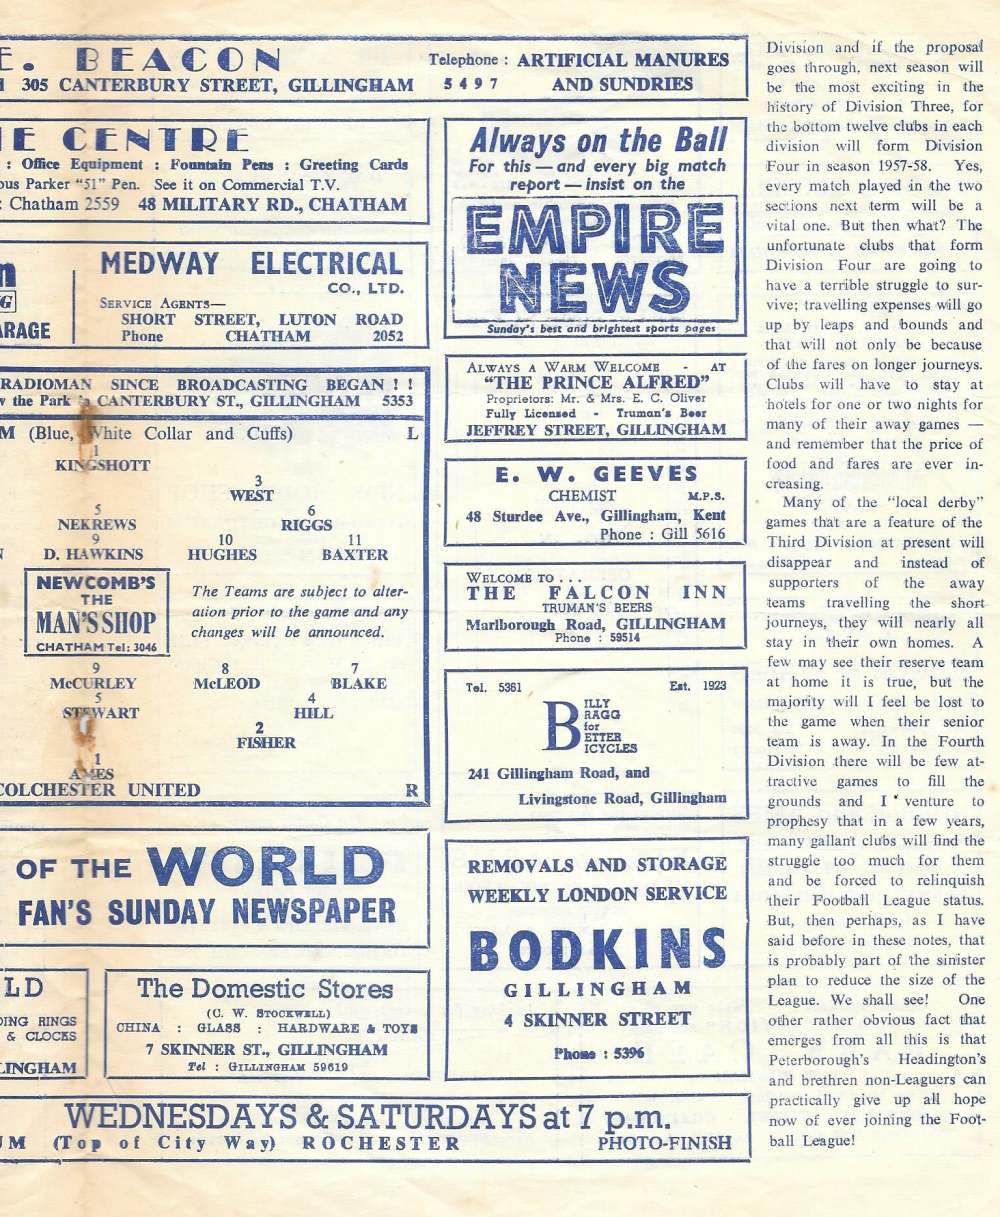 E. BEACON
305 CANTERBURY STREET, GILLINGHAM
Telephone : ARTIFICIAL MANURES
5497 AND SUNDRIES
IE CENTRE
: Office Equipment : Fountain Pens : Greeting Cards
ous Parker "51" Pen. See it on Commercial T.V.
: Chatham 2559 48 MILITARY RD., CHATHAM
Always on the Ball
For this — and every big match
report — insist on the
EMPIRE
NEWS
Sunday's best and brightest sports pages
n
G
ARAGE
MEDWAY ELECTRICAL
CO., LTD.
SERVICE AGENTS—
SHORT STREET, LUTON ROAD
Phone CHATHAM 2052
ALWAYS A WARM WELCOME - AT
"THE PRINCE ALFRED"
Proprietors: Mr. & Mrs. E. C. Oliver
Fully Licensed - Truman's Beer
JEFFREY STREET, GILLINGHAM
RADIOMAN SINCE BROADCASTING BEGAN ! !
w the Park CANTERBURY ST., GILLINGHAM 5353
M (Blue, White Collar and Cuffs) L
1
KINGSHOTT
3
WEST
5 6
NEKREWS RIGGS
9 10 11
N D. HAWKINS HUGHES BAXTER
NEWCOMB'S
THE
MAN'S SHOP
CHATHAM Tel: 3046
The Teams are subject to alter-
ation prior to the game and any
changes will be announced.
9 8 7
McCURLEY McLEOD BLAKE
5 4
STEWART HILL
2
FISHER
1
AMES
COLCHESTER UNITED R
E. W. GEEVES
CHEMIST M.P.S.
48 Sturdee Ave., Gillingham, Kent
Phone : Gill 5616
WELCOME TO . . .
THE FALCON INN
TRUMAN'S BEERS
Marlborough Road, GILLINGHAM
Phone : 59514
Tel. 5361 Est. 1923
BILLY
BRAGG
for
BETTER
BICYCLES
241 Gillingham Road, and
Livingstone Road, Gillingham
OF THE WORLD
FAN'S SUNDAY NEWSPAPER
REMOVALS AND STORAGE
WEEKLY LONDON SERVICE
BODKINS
GILLINGHAM
4 SKINNER STREET
Phone : 5396
LD
DING RINGS
& CLOCKS
LINGHAM
The Domestic Stores
(C. W. STOCKWELL)
CHINA : GLASS : HARDWARE & TOYS
7 SKINNER ST., GILLINGHAM
Tel : GILLINGHAM 59619
WEDNESDAYS & SATURDAYS at 7 p.m.
UM (Top of City Way) ROCHESTER PHOTO-FINISH
Division and if the proposal
goes through, next season will
be the most exciting in the
history of Division Three, for
the bottom twelve clubs in each
division will form Division
Four in season 1957-58. Yes,
every match played in the two
sections next term will be a
vital one. But then what? The
unfortunate clubs that form
Division Four are going to
have a terrible struggle to sur-
vive; travelling expenses will go
up by leaps and bounds and
that will not only be because
of the fares on longer journeys.
Clubs will have to stay at
hotels for one or two nights for
many of their away games —
and remember that the price of
food and fares are ever in-
creasing.
Many of the "local derby"
games that are a feature of the
Third Division at present will
disappear and instead of
supporters of the away
teams travelling the short
journeys, they will nearly all
stay in their own homes. A
few may see their reserve team
at home it is true, but the
majority will I feel be lost to
the game when their senior
team is away. In the Fourth
Division there will be few at-
tractive games to fill the
grounds and I venture to
prophesy that in a few years,
many gallant clubs will find the
struggle too much for them
and be forced to relinquish
their Football League status.
But, then perhaps, as I have
said before in these notes, that
is probably part of the sinister
plan to reduce the size of the
League. We shall see! One
other rather obvious fact that
emerges from all this is that
Peterborough's Headington's
and brethren non-Leaguers can
practically give up all hope
now of ever joining the Foot-
ball League!